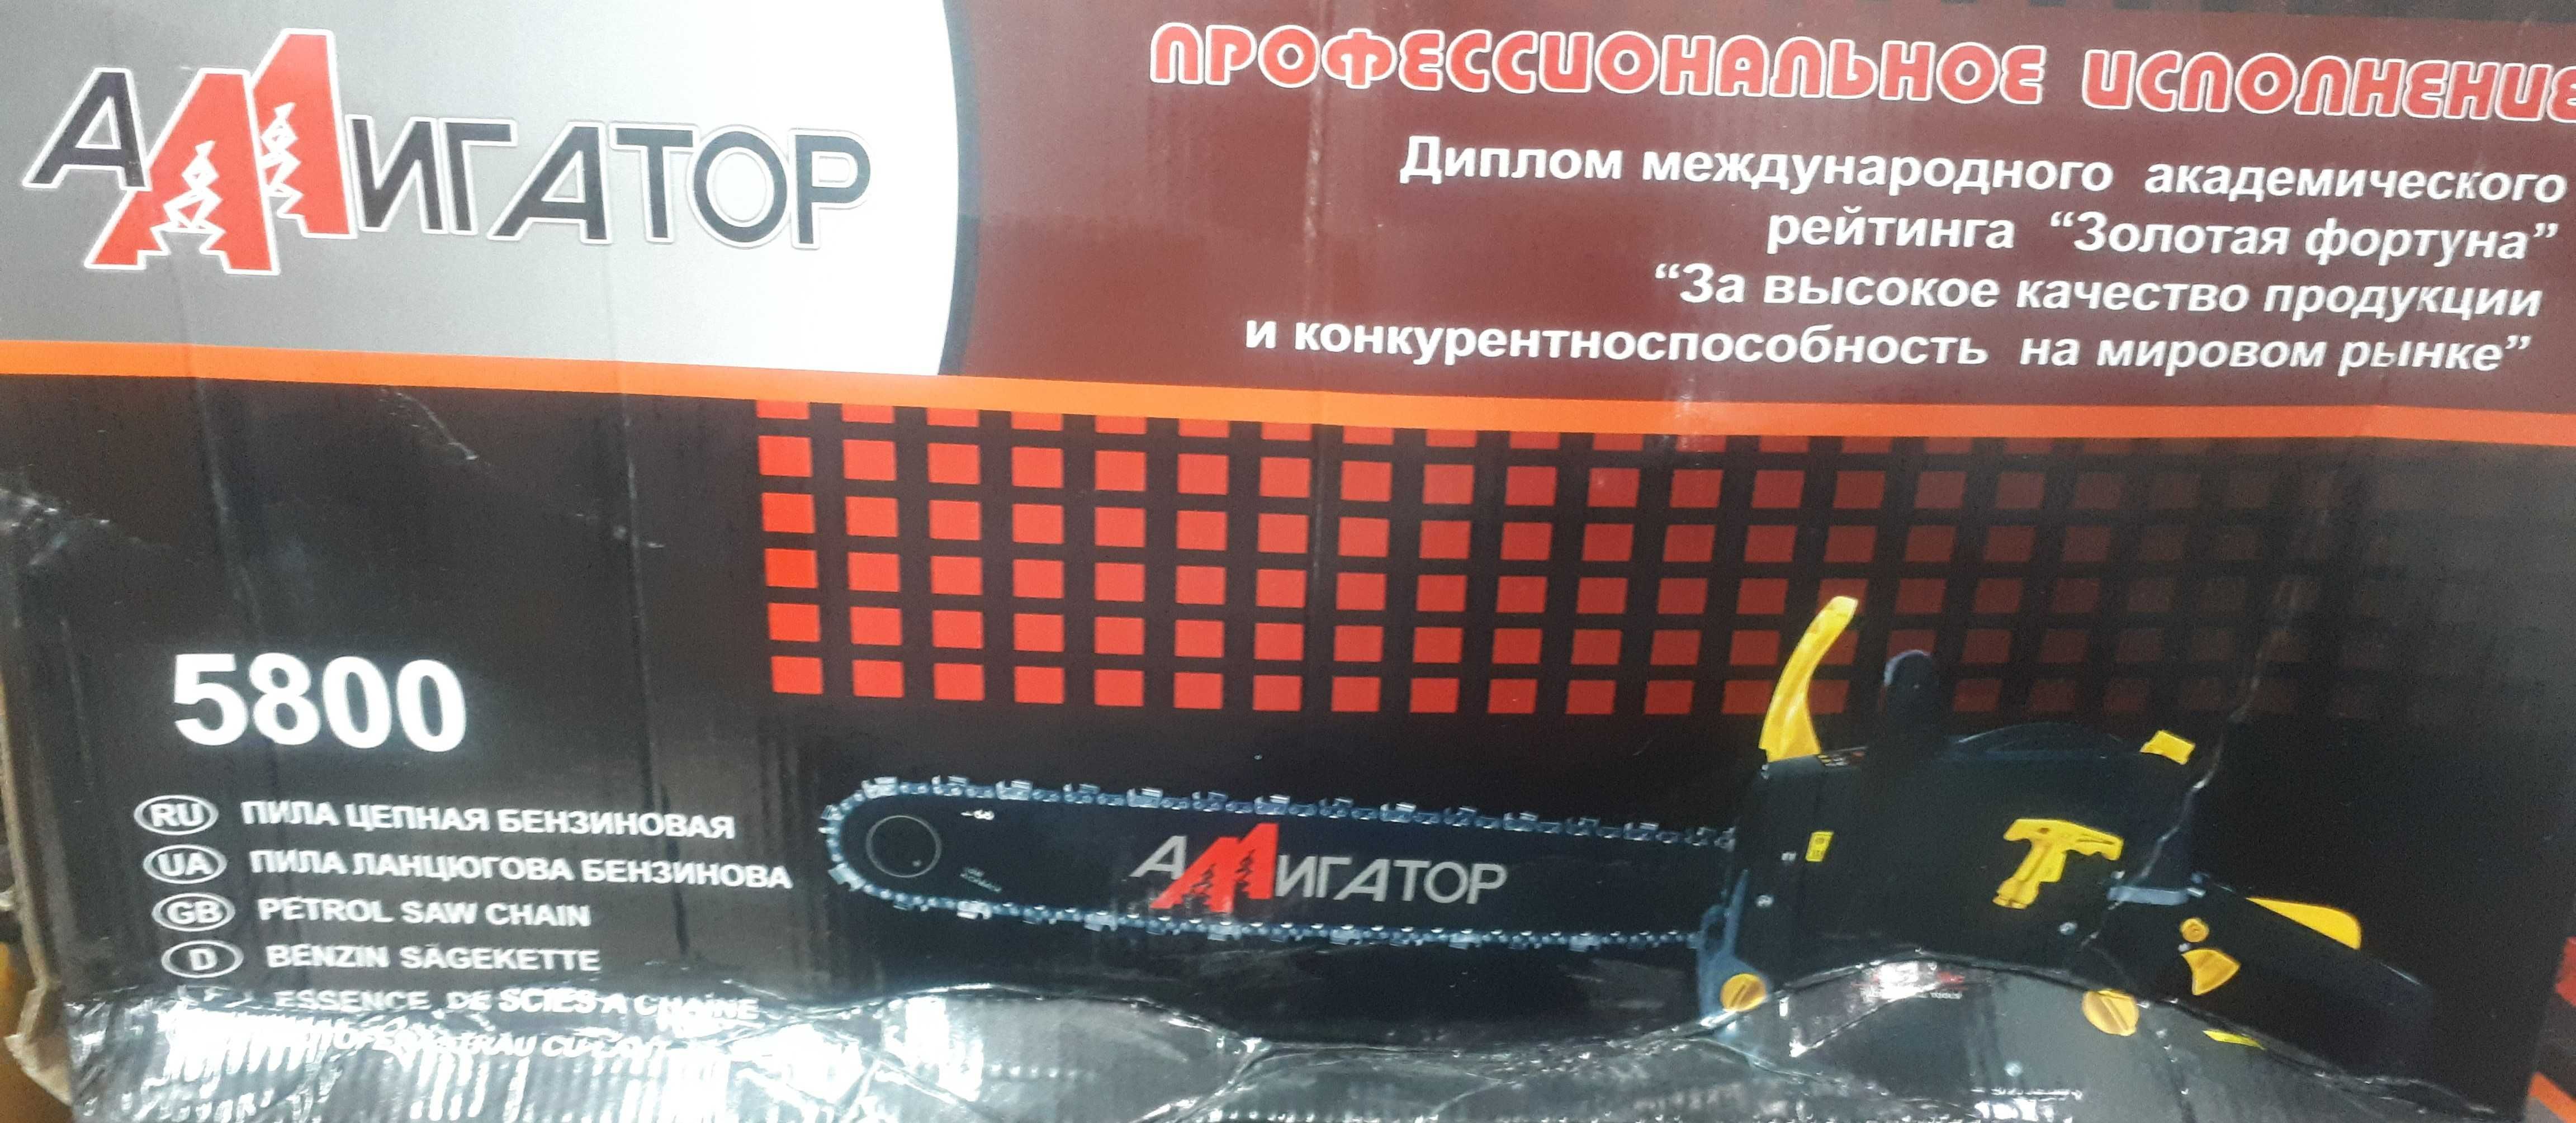 АЛЛИГАТОР
ПРОФЕССИОНАЛЬНОЕ ИСПОЛНЕНИЕ
Диплом международного академического
рейтинга “Золотая фортуна”
“За высокое качество продукции
и конкурентноспособность на мировом рынке”
5800
RU ПИЛА ЦЕПНАЯ БЕНЗИНОВАЯ
UA ПИЛА ЛАНЦЮГОВА БЕНЗИНОВА
GB PETROL SAW CHAIN
D BENZIN SÄGEKETTE
ESSENCE DE SCIES A CHAÎNE
АЛЛИГАТОР